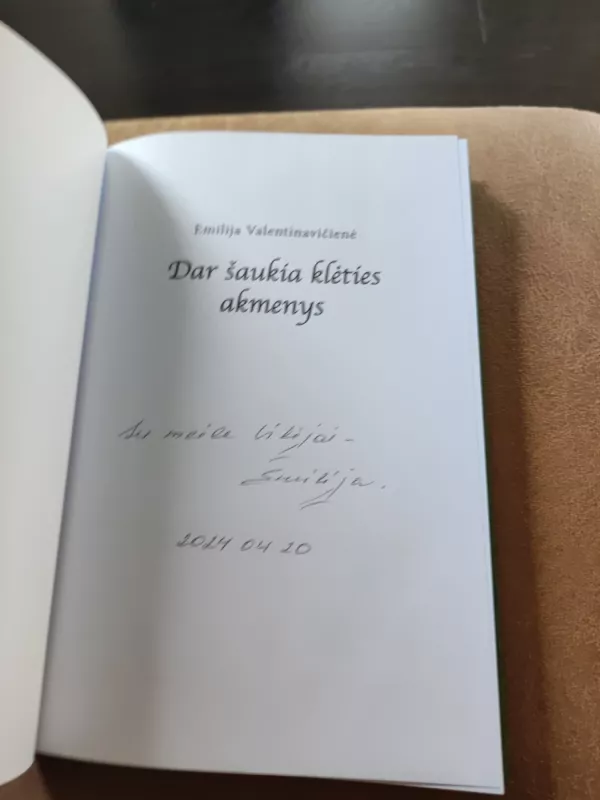 Emilija Valentinavičienė
Dar šaukia klėties
akmenys
Su meile Lilijai –
Emilija.
2024 04 20